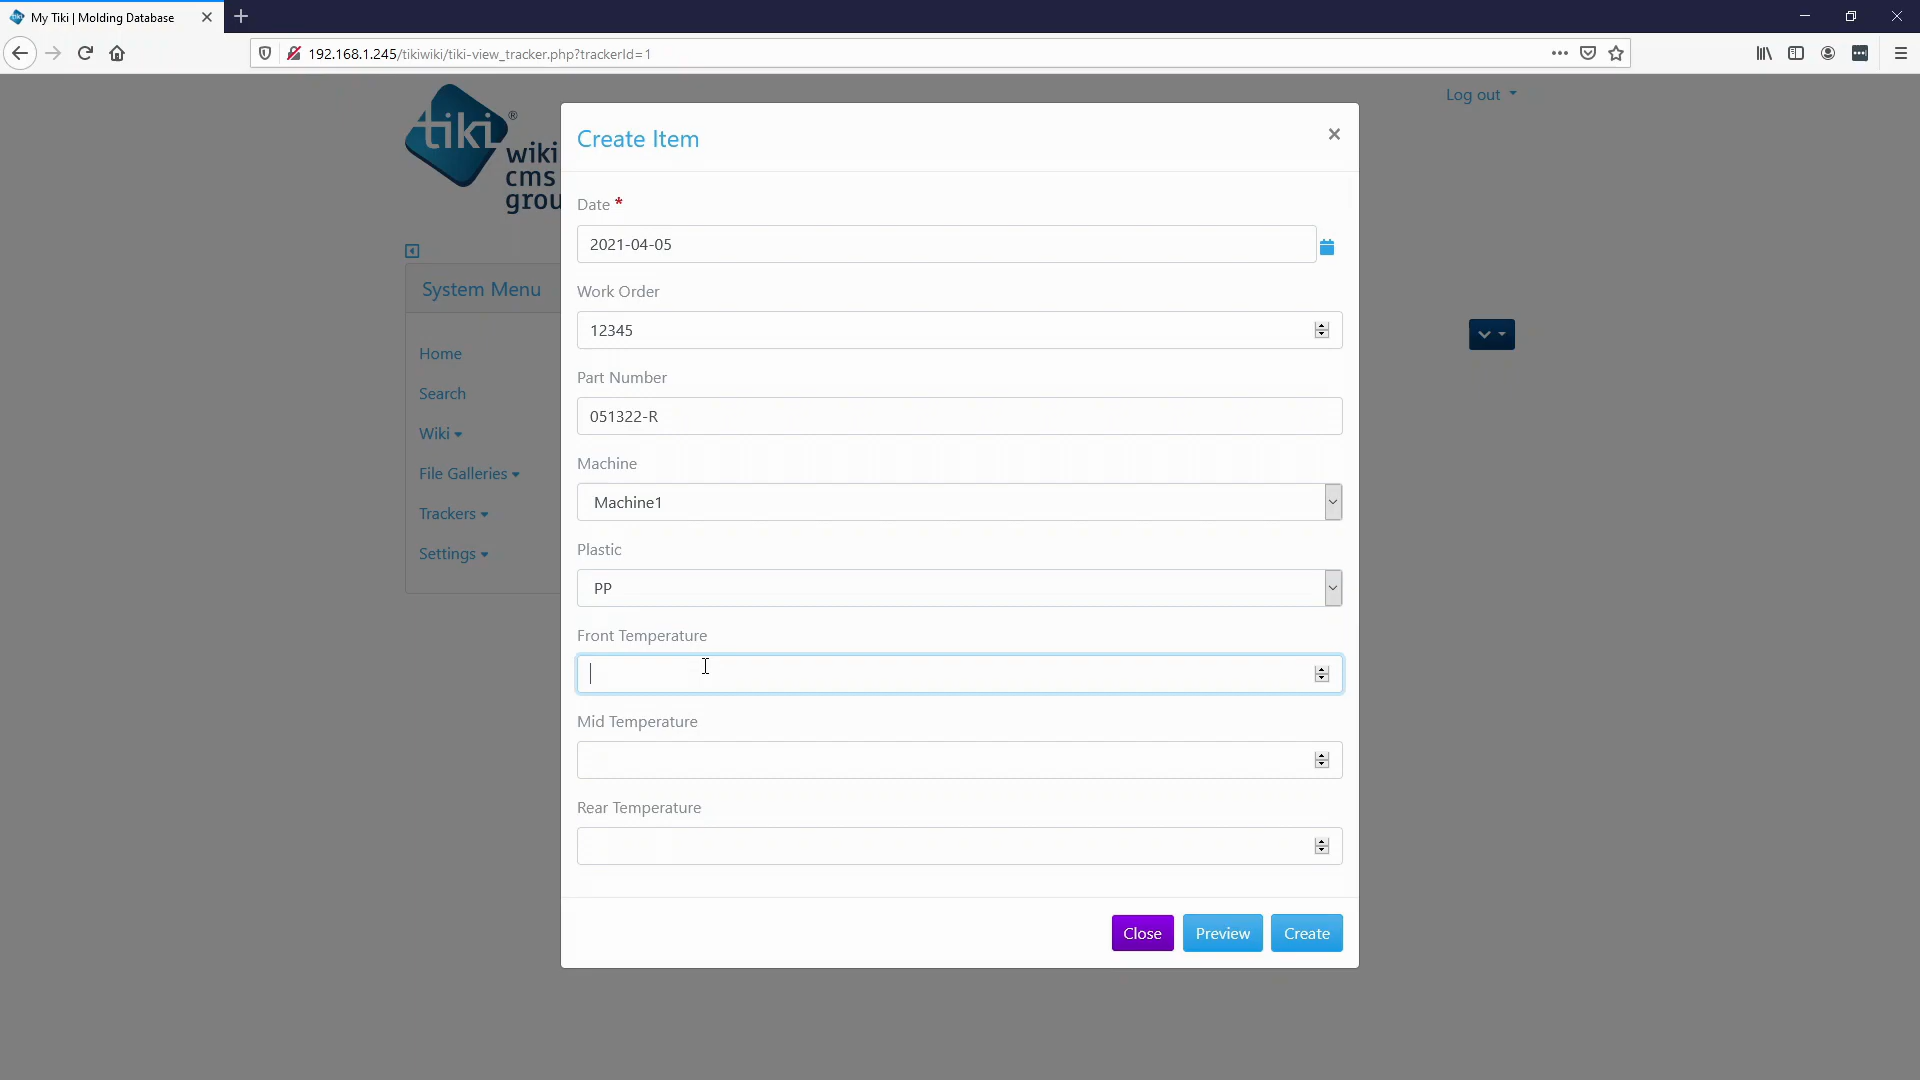 My Tiki | Molding Database
192.168.1.245/tikiwiki/tiki-view_tracker.php?trackerId=1
Log out
tiki®
wiki
cms
grou
Create Item
Date *
2021-04-05
Work Order
12345
Part Number
051322-R
Machine
Machine1
Plastic
PP
Front Temperature
Mid Temperature
Rear Temperature
Close
Preview
Create
System Menu
Home
Search
Wiki
File Galleries
Trackers
Settings